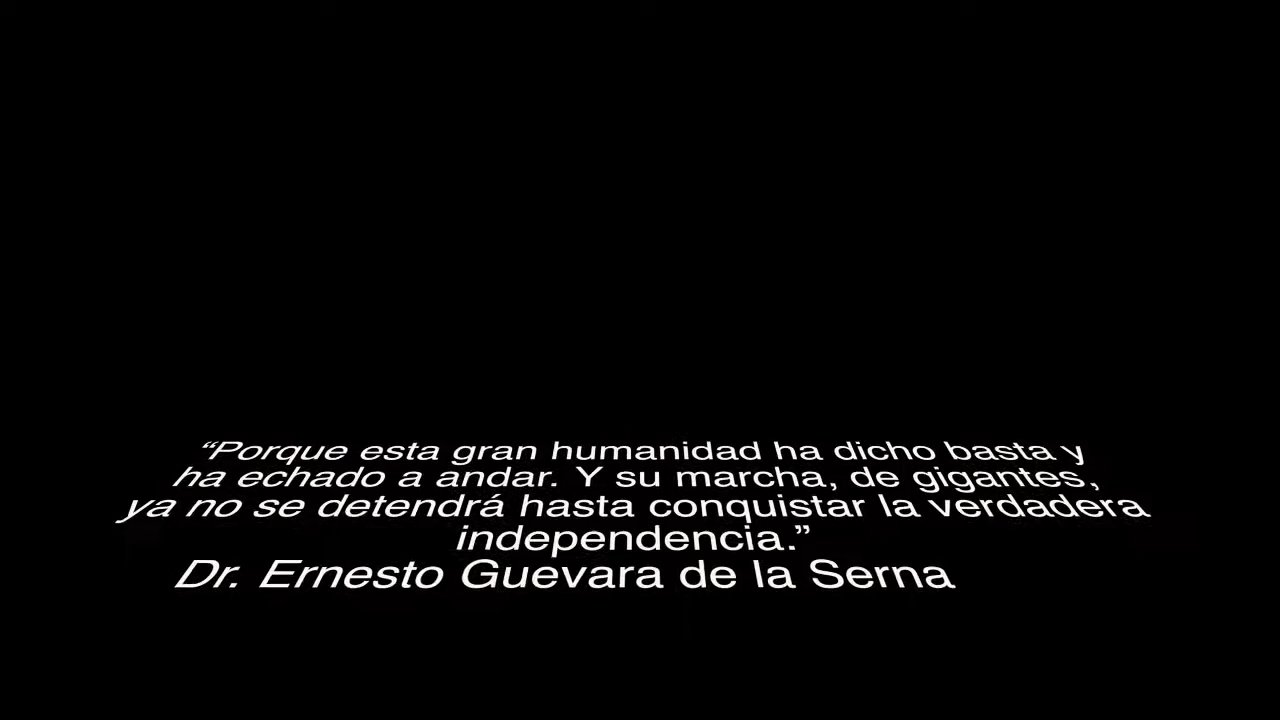 “Porque esta gran humanidad ha dicho basta y
ha echado a andar. Y su marcha, de gigantes,
ya no se detendrá hasta conquistar la verdadera
independencia.”
Dr. Ernesto Guevara de la Serna